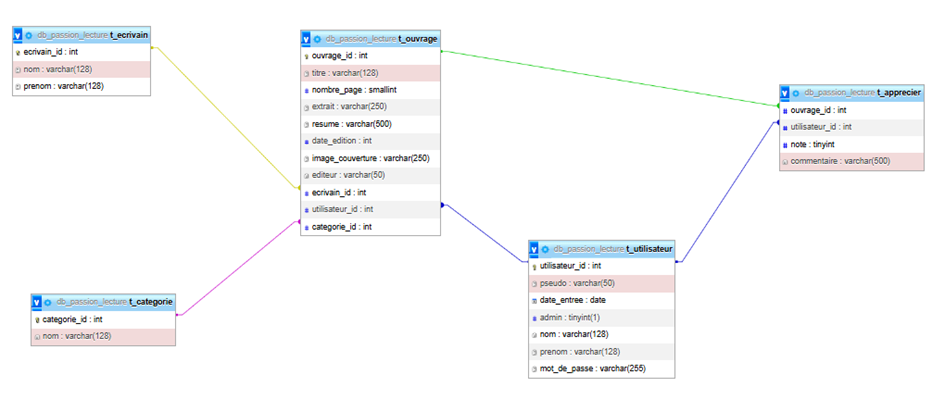 db_passion_lecture t_ecrivain
ecrivain_id : int
nom : varchar(128)
prenom : varchar(128)
db_passion_lecture t_ouvrage
ouvrage_id : int
titre : varchar(128)
nombre_page : smallint
extrait : varchar(250)
resume : varchar(500)
date_edition : int
image_couverture : varchar(250)
editeur : varchar(50)
ecrivain_id : int
utilisateur_id : int
categorie_id : int
db_passion_lecture t_apprecier
ouvrage_id : int
utilisateur_id : int
note : tinyint
commentaire : varchar(500)
db_passion_lecture t_utilisateur
utilisateur_id : int
pseudo : varchar(50)
date_entree : date
admin : tinyint(1)
nom : varchar(128)
prenom : varchar(128)
mot_de_passe : varchar(255)
db_passion_lecture t_categorie
categorie_id : int
nom : varchar(128)